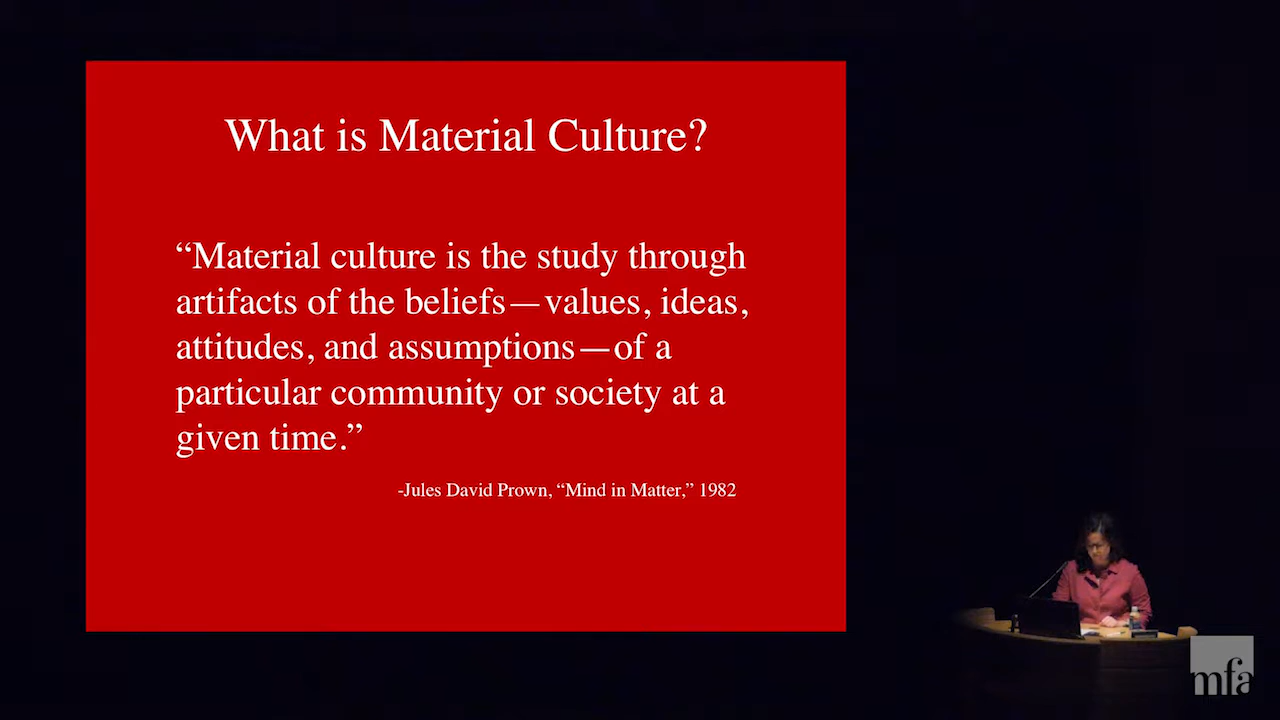 What is Material Culture?
“Material culture is the study through
artifacts of the beliefs—values, ideas,
attitudes, and assumptions—of a
particular community or society at a
given time.”
-Jules David Prown, “Mind in Matter,” 1982
mfa